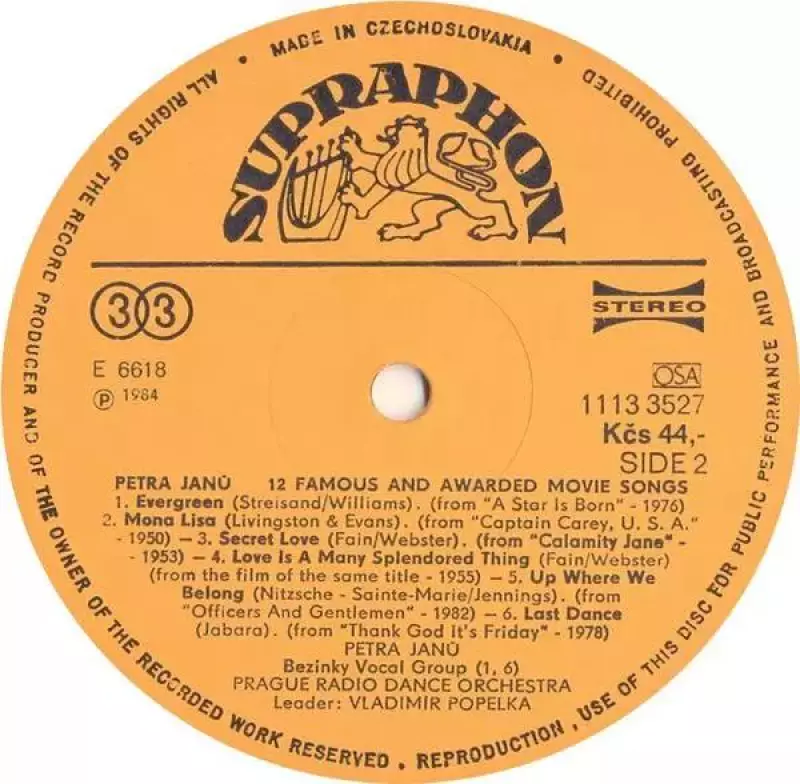 MADE IN CZECHOSLOVAKIA
ALL RIGHTS OF THE RECORD PRODUCER AND OF THE OWNER OF THE RECORDED WORK RESERVED . REPRODUCTION, USE OF THIS DISC FOR PUBLIC PERFORMANCE AND BROADCASTING PROHIBITED
SUPRAPHON
33
STEREO
E 6618
Ⓟ 1984
OSA
1113 3527
Kčs 44,-
SIDE 2
PETRA JANŮ 12 FAMOUS AND AWARDED MOVIE SONGS
1. Evergreen (Streisand/Williams). (from "A Star Is Born" - 1976)
2. Mona Lisa (Livingston & Evans). (from "Captain Carey, U. S. A."
- 1950) — 3. Secret Love (Fain/Webster). (from "Calamity Jane" -
- 1953) — 4. Love Is A Many Splendored Thing (Fain/Webster)
(from the film of the same title - 1955) — 5. Up Where We
Belong (Nitzsche - Sainte-Marie/Jennings). (from
"Officers And Gentlemen" - 1982) — 6. Last Dance
(Jabara). (from "Thank God It's Friday" - 1978)
PETRA JANŮ
Bezinky Vocal Group (1, 6)
PRAGUE RADIO DANCE ORCHESTRA
Leader: VLADIMÍR POPELKA